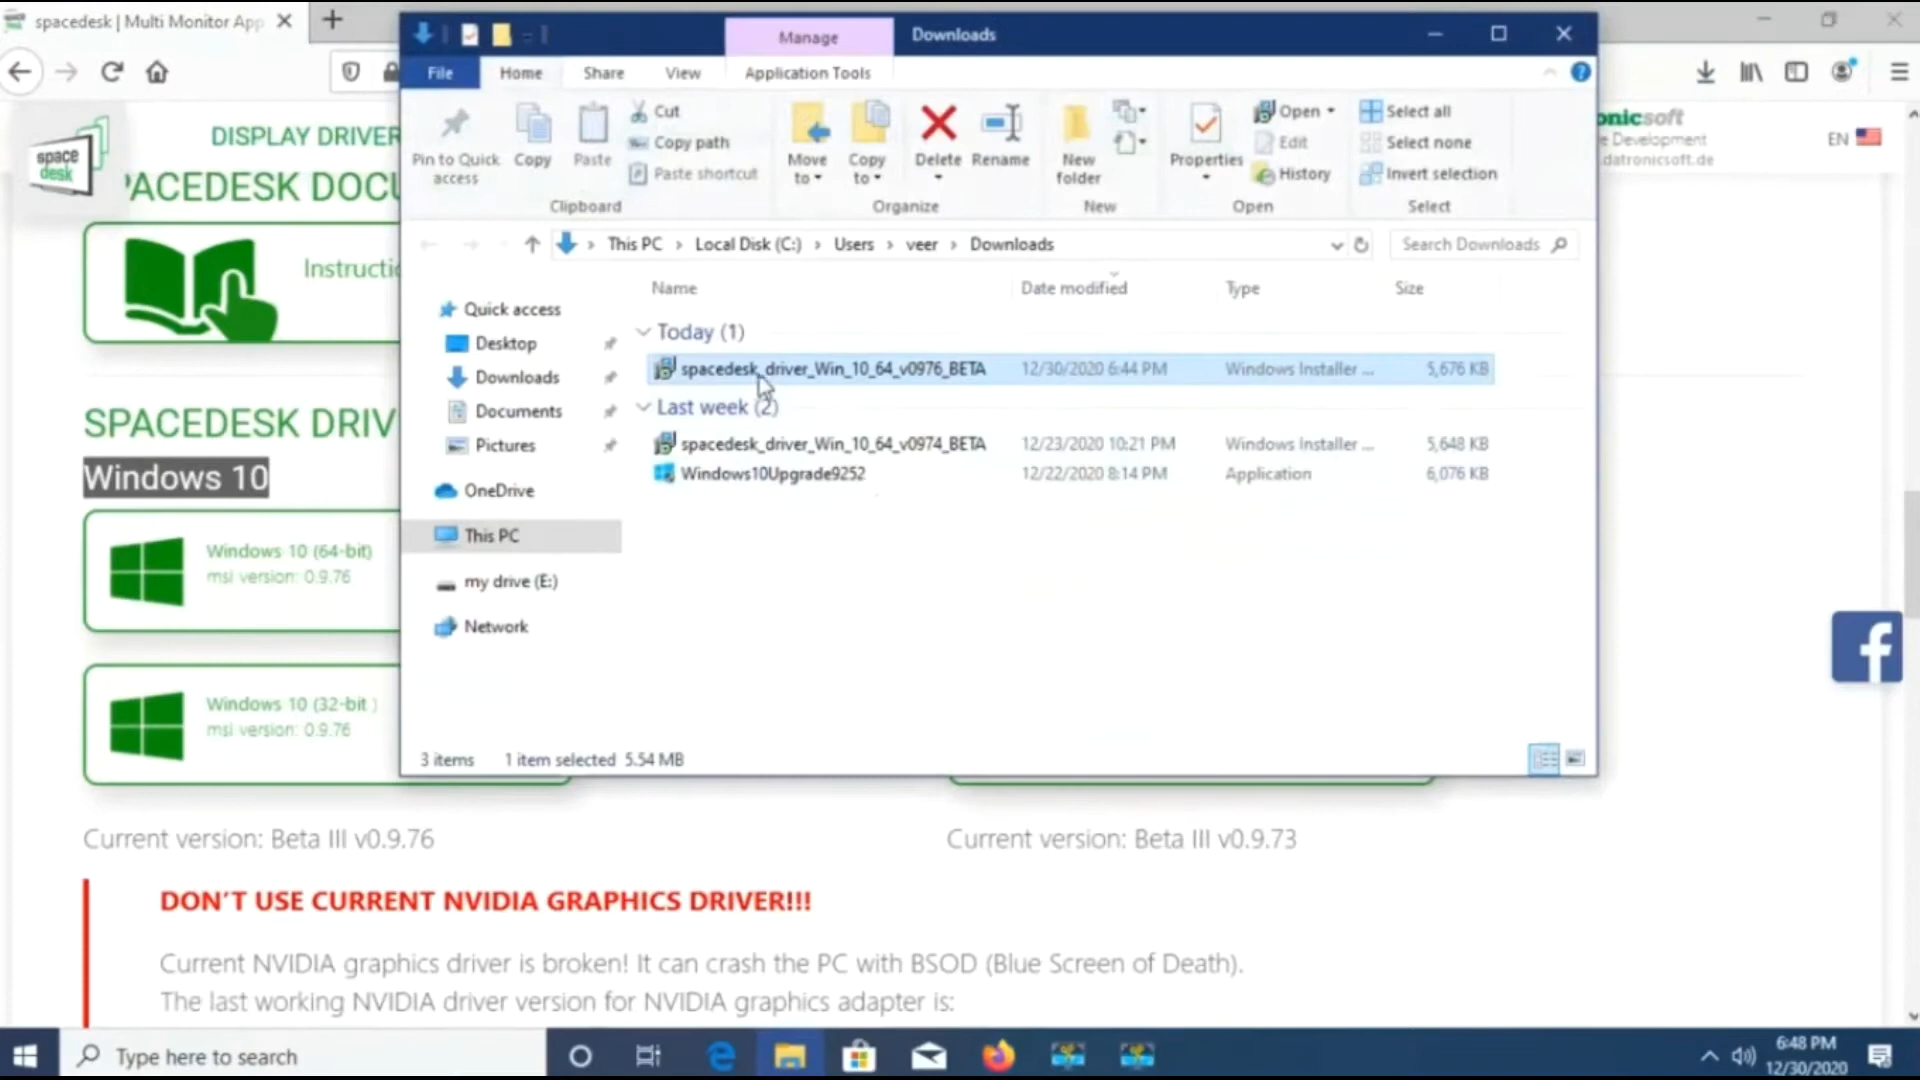 spacedesk | Multi Monitor App
Manage
Downloads
File
Home
Share
View
Application Tools
Pin to Quick access
Copy
Paste
Cut
Copy path
Paste shortcut
Clipboard
Move to
Copy to
Delete
Rename
Organize
New folder
New
Properties
Open
Edit
History
Open
Select all
Select none
Invert selection
Select
This PC > Local Disk (C:) > Users > veer > Downloads
Search Downloads
Name Date modified Type Size
Today (1)
spacedesk_driver_Win_10_64_v0976_BETA 12/30/2020 6:44 PM Windows Installer ... 5,676 KB
Last week (2)
spacedesk_driver_Win_10_64_v0974_BETA 12/23/2020 10:21 PM Windows Installer ... 5,648 KB
Windows10Upgrade9252 12/22/2020 8:14 PM Application 6,076 KB
Quick access
Desktop
Downloads
Documents
Pictures
OneDrive
This PC
my drive (E:)
Network
3 items 1 item selected 5.54 MB
space
desk
DISPLAY DRIVER
PACEDESK DOCU
Instructio
SPACEDESK DRIV
Windows 10
Windows 10 (64-bit)
msi version: 0.9.76
Windows 10 (32-bit )
msi version: 0.9.76
onicsoft
e Development
.datronicsoft.de
EN
f
Current version: Beta III v0.9.76
Current version: Beta III v0.9.73
DON'T USE CURRENT NVIDIA GRAPHICS DRIVER!!!
Current NVIDIA graphics driver is broken! It can crash the PC with BSOD (Blue Screen of Death).
The last working NVIDIA driver version for NVIDIA graphics adapter is:
Type here to search
6:48 PM
12/30/2020